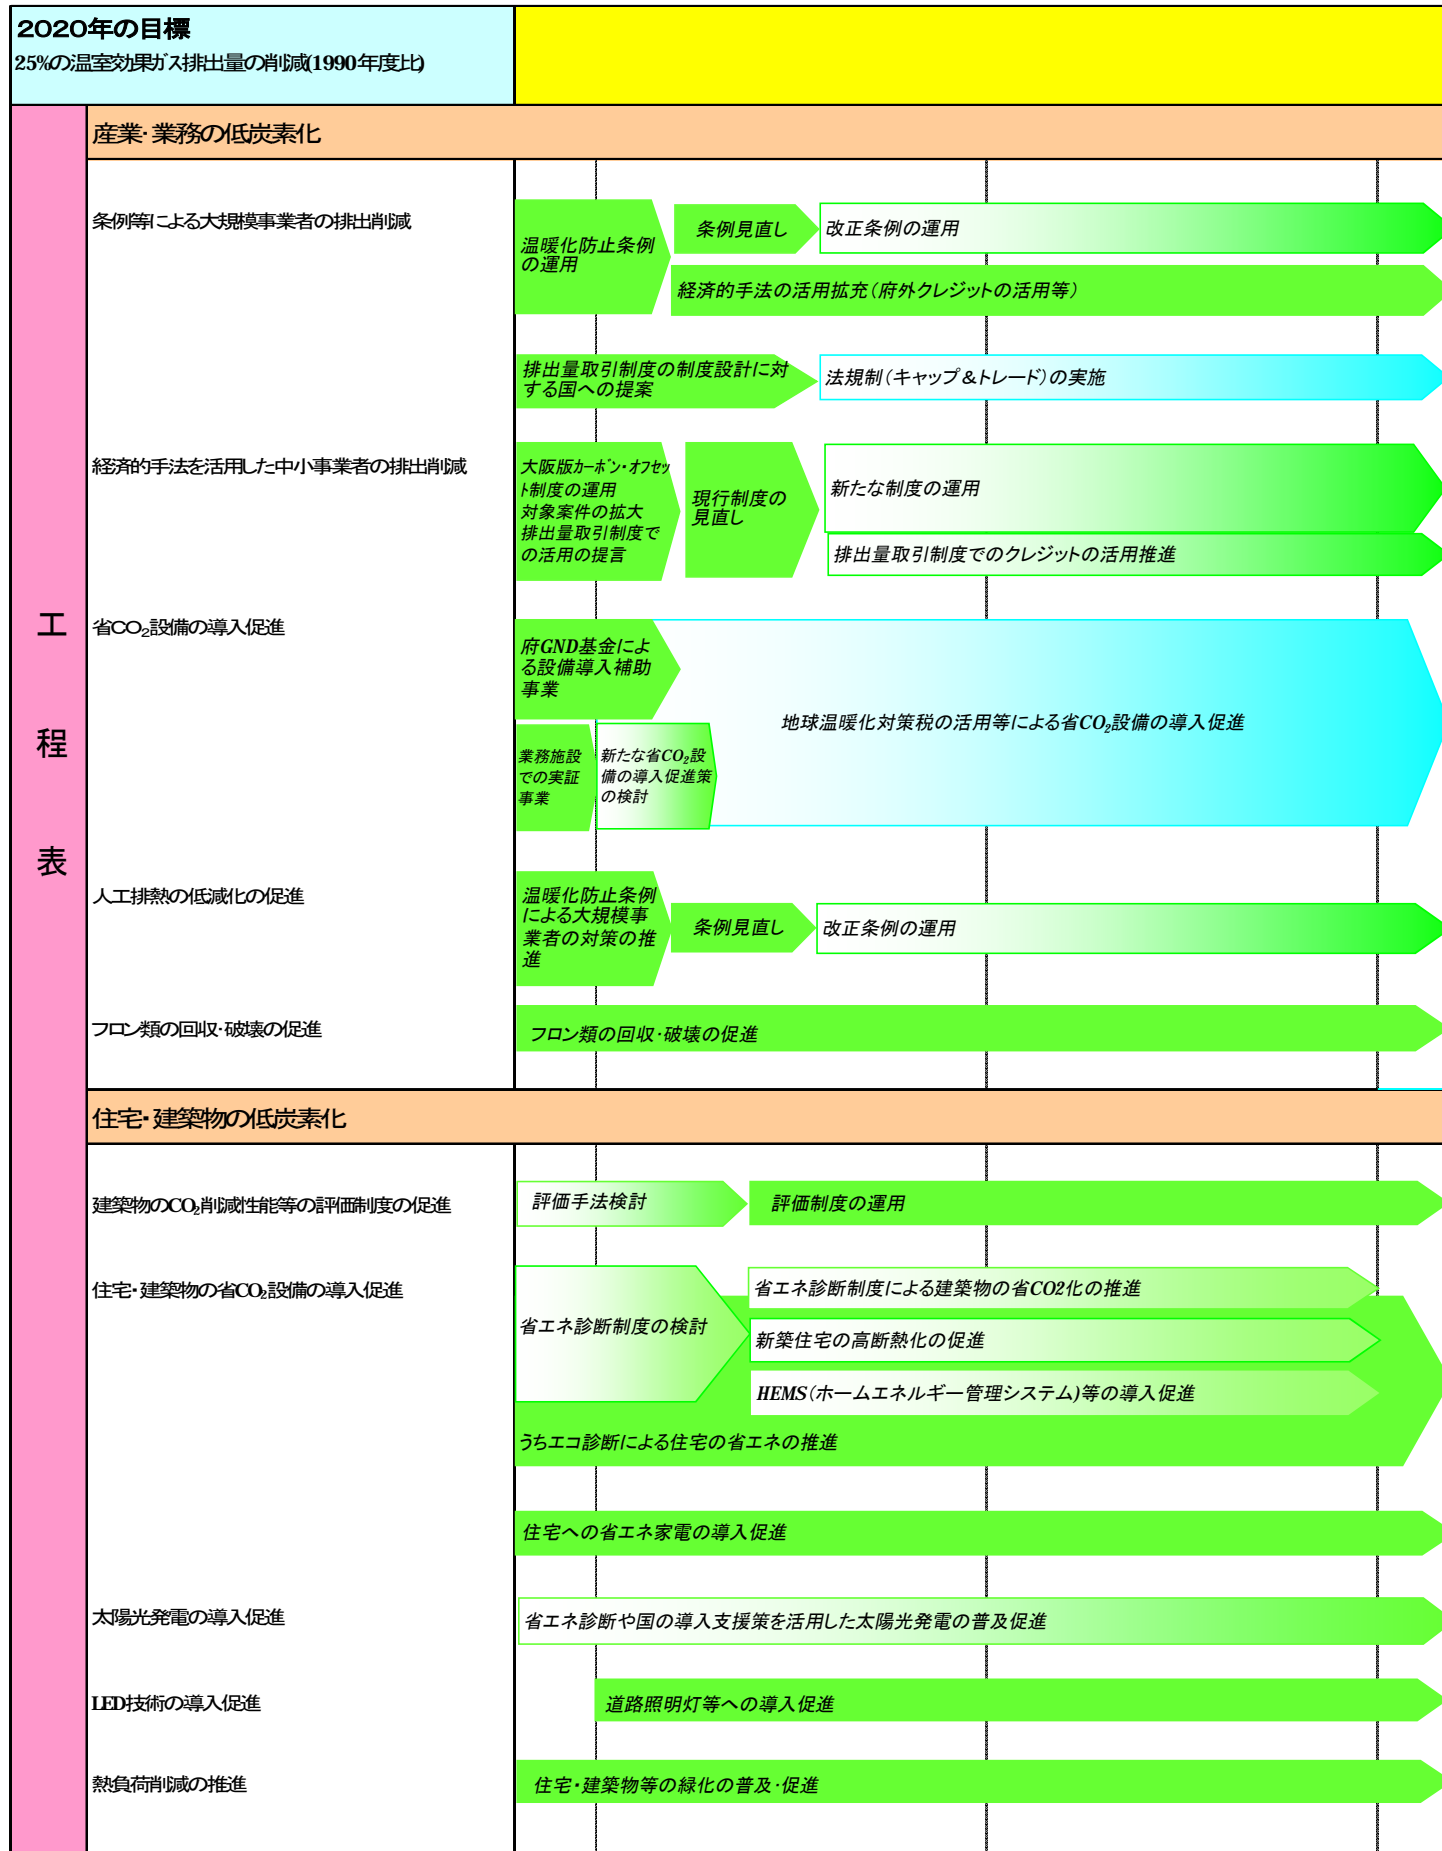 2020年の目標
25%の温室効果ガス排出量の削減(1990年度比)
工程表
産業・業務の低炭素化
条例等による大規模事業者の排出削減
温暖化防止条例
の運用
条例見直し
改正条例の運用
経済的手法の活用拡充(府外クレジットの活用等)
排出量取引制度の制度設計に対
する国への提案
法規制(キャップ&トレード)の実施
経済的手法を活用した中小事業者の排出削減
大阪版カーボン・オフセッ
ト制度の運用
対象案件の拡大
排出量取引制度で
の活用の提言
現行制度の
見直し
新たな制度の運用
排出量取引制度でのクレジットの活用推進
省CO₂設備の導入促進
府GND基金によ
る設備導入補助
事業
地球温暖化対策税の活用等による省CO₂設備の導入促進
業務施設
での実証
事業
新たな省CO₂設
備の導入促進策
の検討
人工排熱の低減化の促進
温暖化防止条例
による大規模事
業者の対策の推
進
条例見直し
改正条例の運用
フロン類の回収・破壊の促進
フロン類の回収・破壊の促進
住宅・建築物の低炭素化
建築物のCO₂削減性能等の評価制度の促進
評価手法検討
評価制度の運用
住宅・建築物の省CO₂設備の導入促進
省エネ診断制度の検討
省エネ診断制度による建築物の省CO2化の推進
新築住宅の高断熱化の促進
HEMS(ホームエネルギー管理システム)等の導入促進
うちエコ診断による住宅の省エネの推進
住宅への省エネ家電の導入促進
太陽光発電の導入促進
省エネ診断や国の導入支援策を活用した太陽光発電の普及促進
LED技術の導入促進
道路照明灯等への導入促進
熱負荷削減の推進
住宅・建築物等の緑化の普及・促進